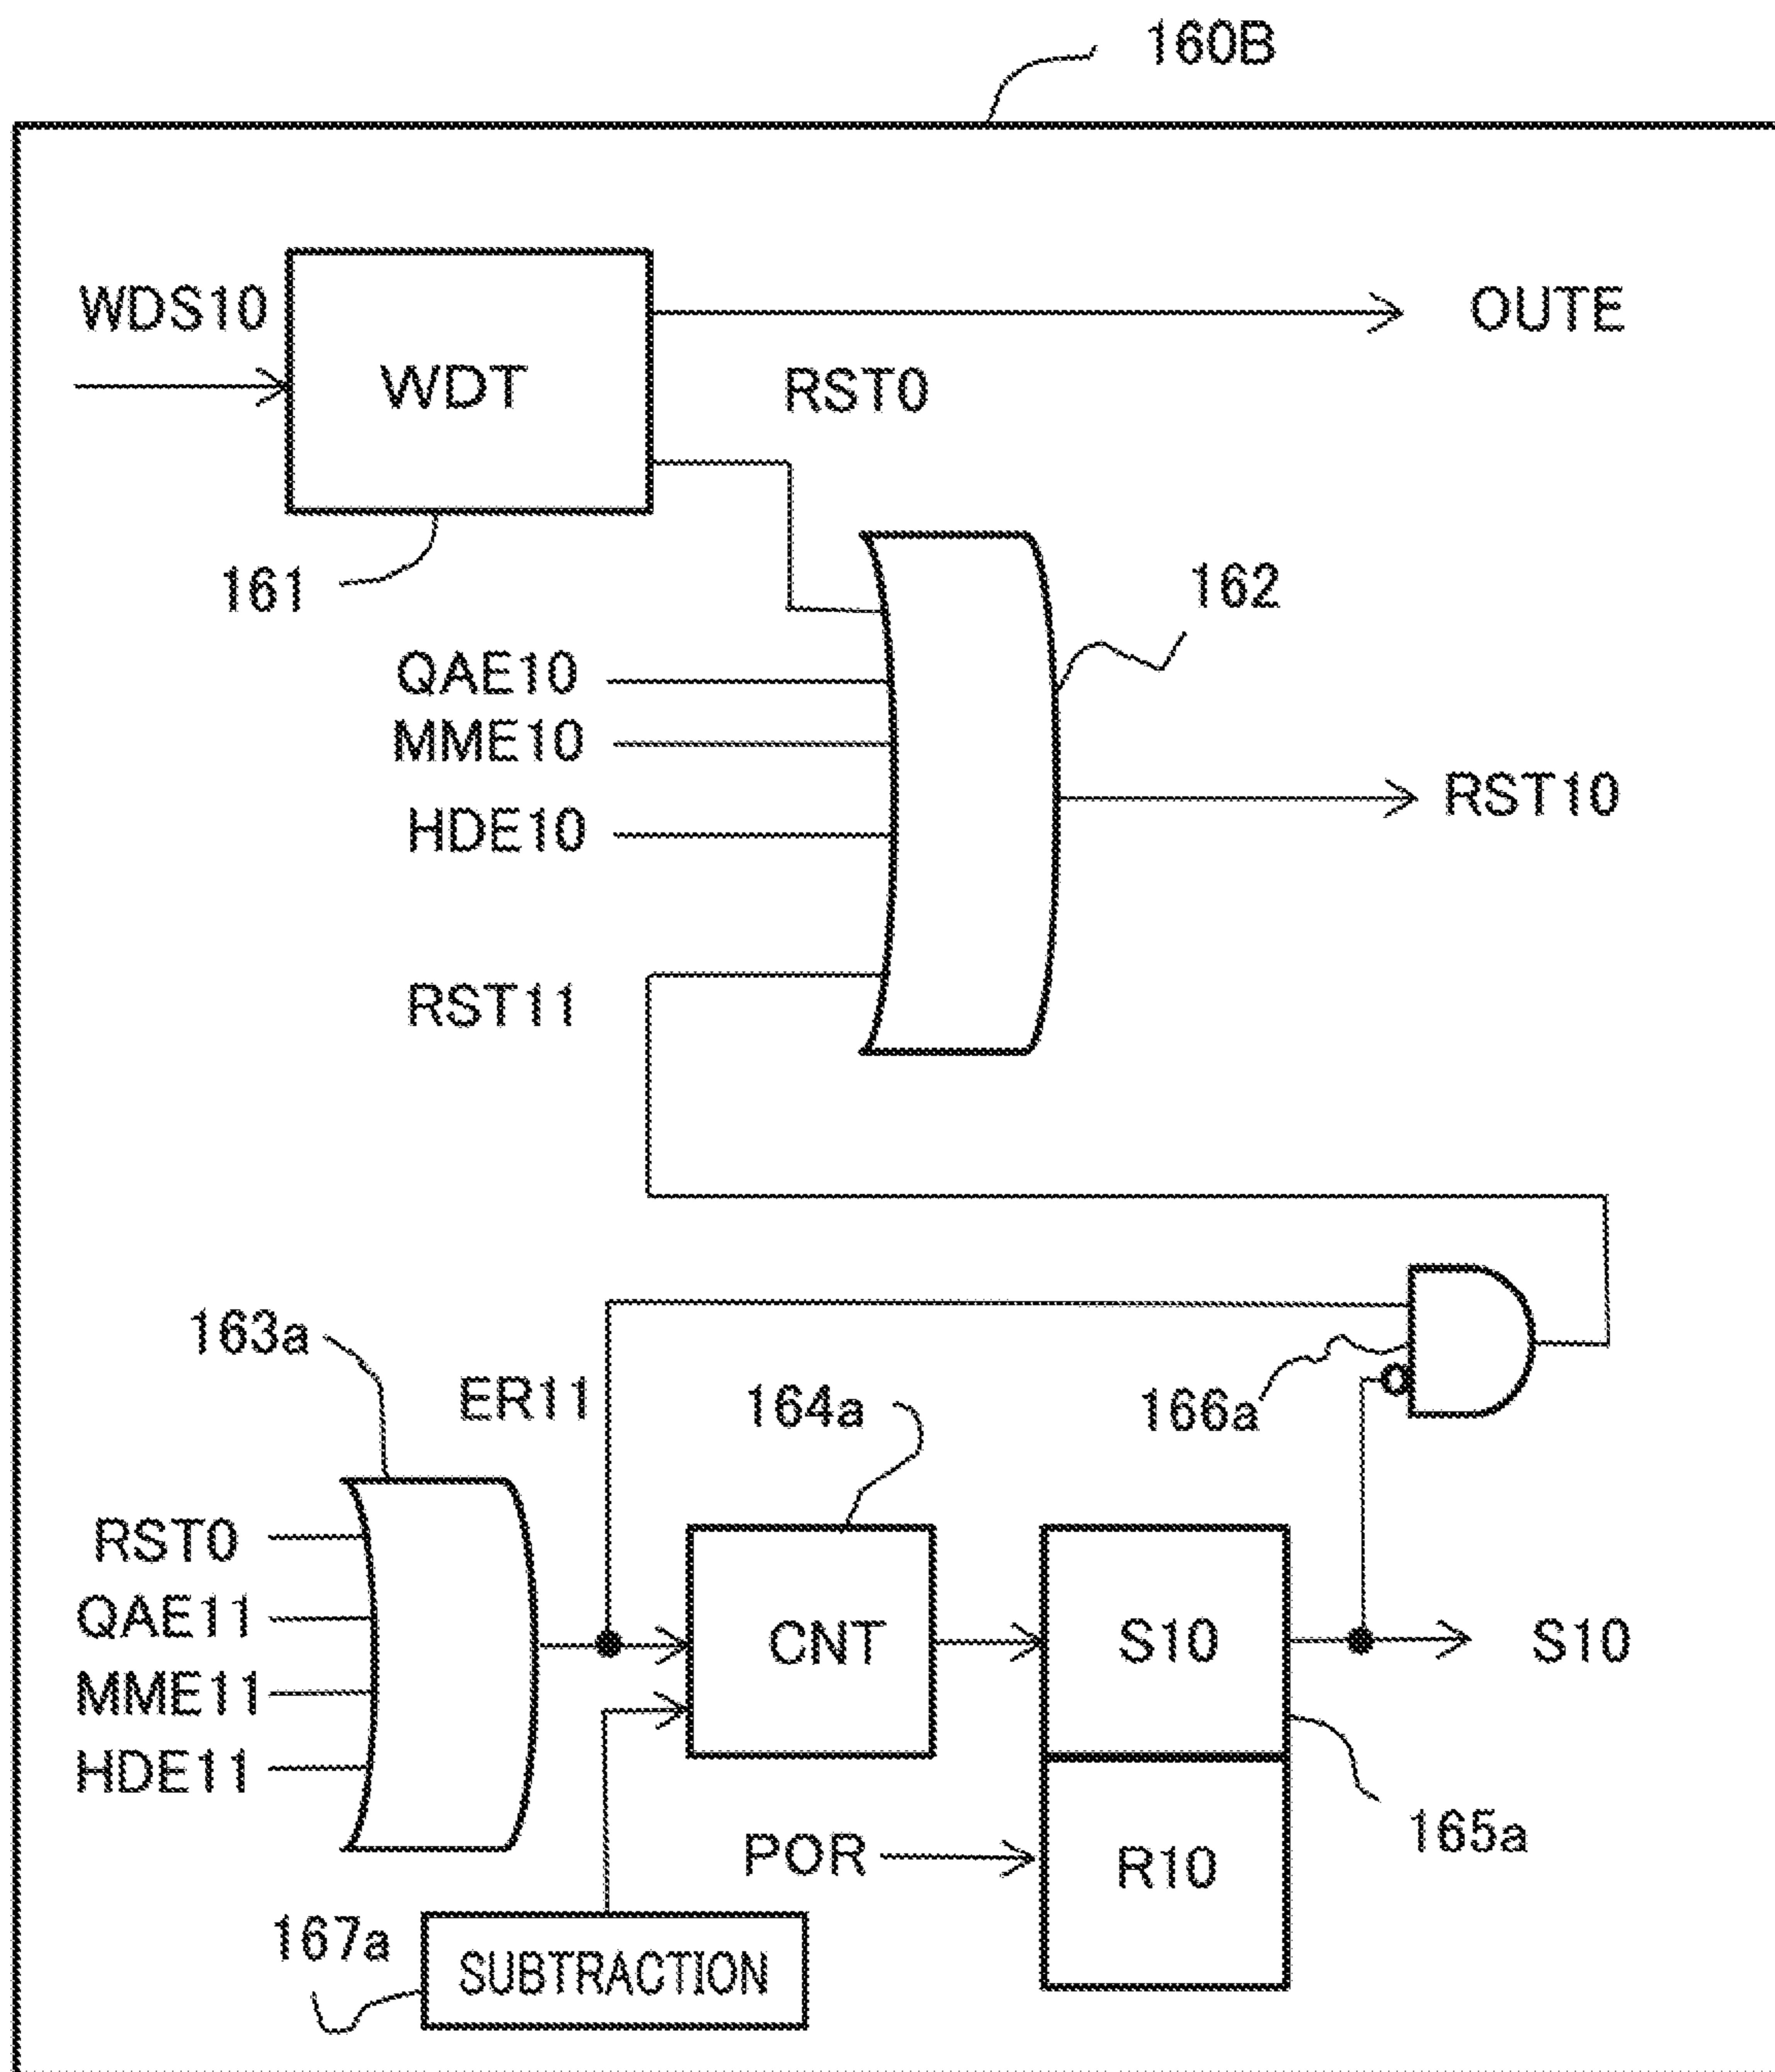 160B
WDS10
WDT
OUTE
RST0
161
162
QAE10
MME10
HDE10
RST10
RST11
163a
ER11
164a
166a
RST0
QAE11
MME11
HDE11
CNT
S10
S10
POR
R10
165a
167a
SUBTRACTION